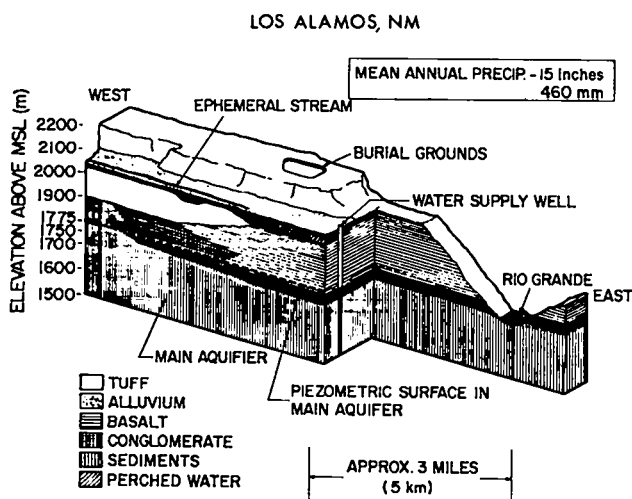 LOS ALAMOS, NM
MEAN ANNUAL PRECIP. - 15 Inches
460 mm
WEST
EPHEMERAL STREAM
BURIAL GROUNDS
WATER SUPPLY WELL
RIO GRANDE
EAST
ELEVATION ABOVE MSL (m)
2200
2100
2000
1900
1775
1750
1700
1600
1500
MAIN AQUIFIER
PIEZOMETRIC SURFACE IN
MAIN AQUIFER
TUFF
ALLUVIUM
BASALT
CONGLOMERATE
SEDIMENTS
PERCHED WATER
APPROX. 3 MILES
(5 km)